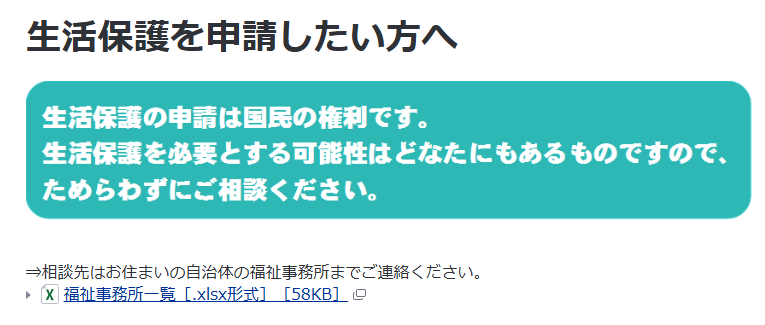 生活保護を申請したい方へ
生活保護の申請は国民の権利です。
生活保護を必要とする可能性はどなたにもあるものですので、
ためらわずにご相談ください。
⇒相談先はお住まいの自治体の福祉事務所までご連絡ください。
福祉事務所一覧［.xlsx形式］［58KB］